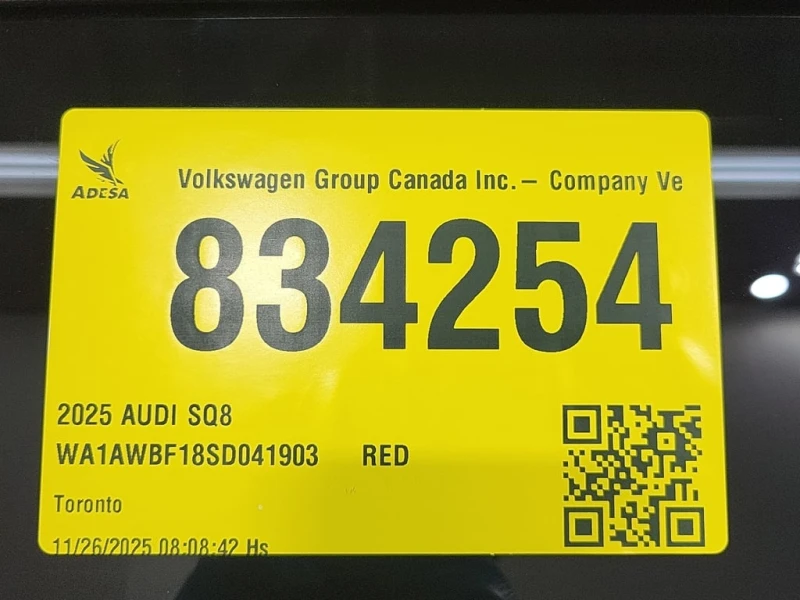 ADESA
Volkswagen Group Canada Inc. – Company Ve
834254
2025 AUDI SQ8
WA1AWBF18SD041903 RED
Toronto
11/26/2025 08:08:42 Hs